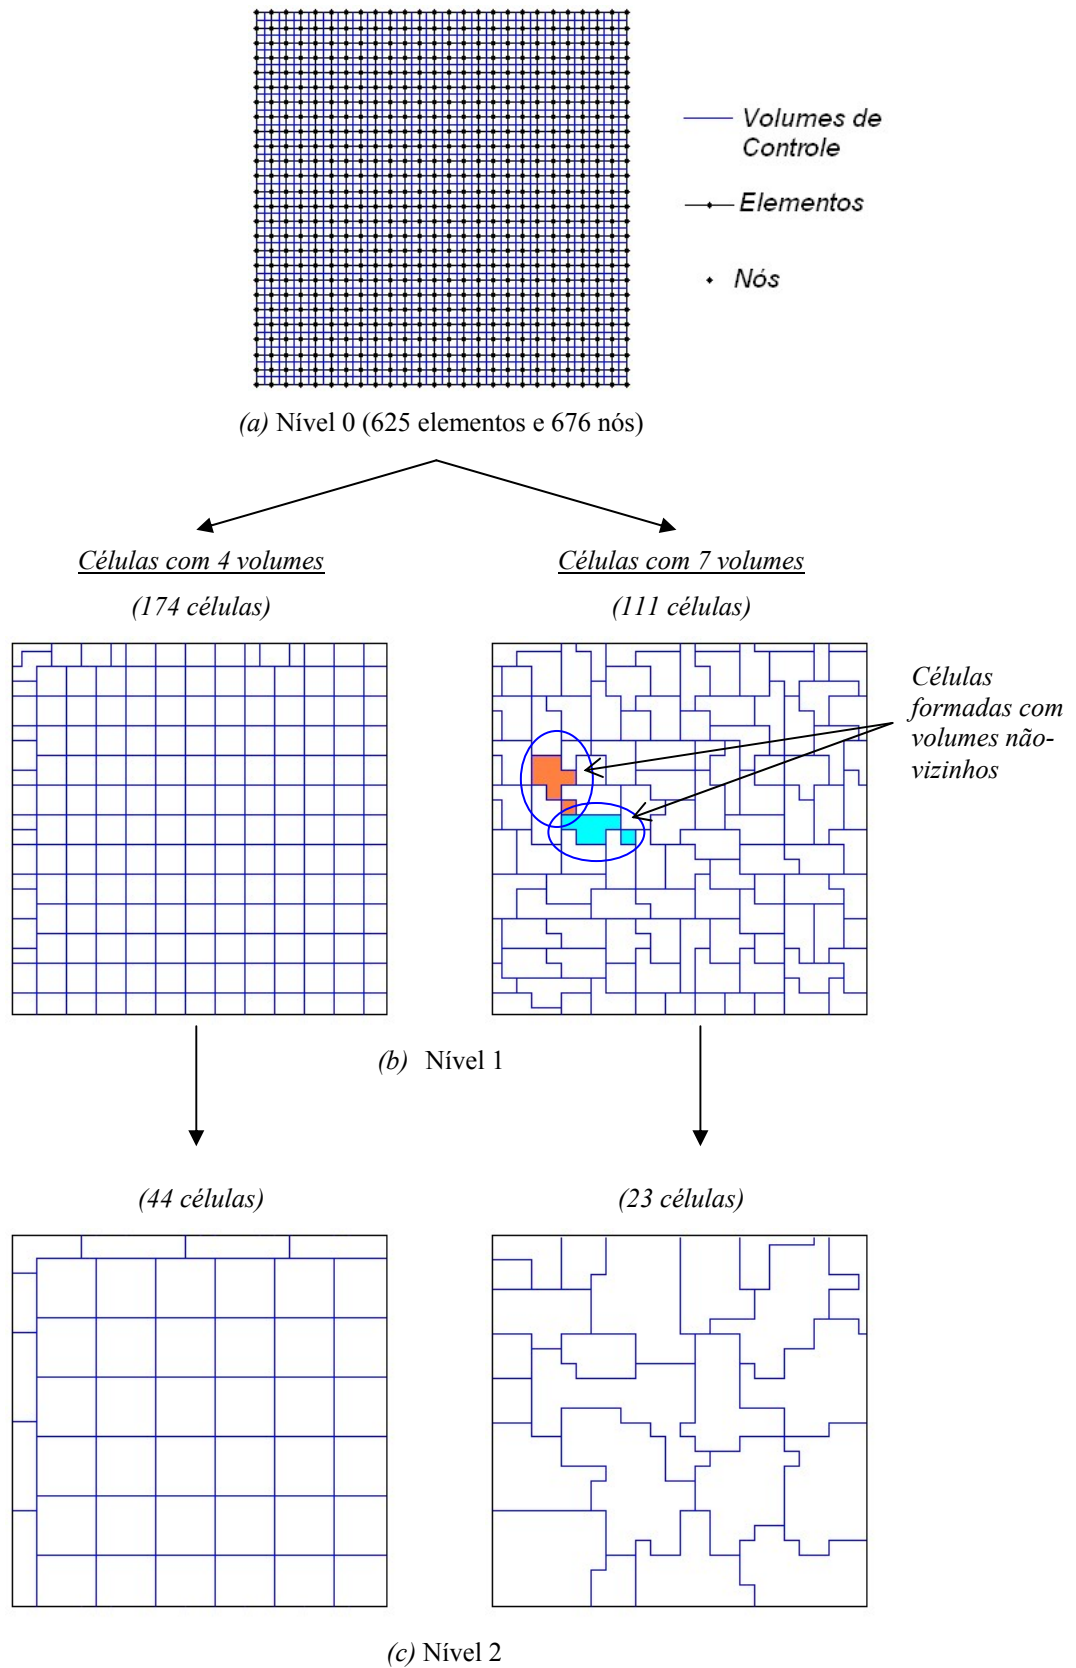 Volumes de
Controle
Elementos
Nós
(a) Nível 0 (625 elementos e 676 nós)
Células com 4 volumes
(174 células)
Células com 7 volumes
(111 células)
Células
formadas com
volumes não-
vizinhos
(b) Nível 1
(44 células)
(23 células)
(c) Nível 2